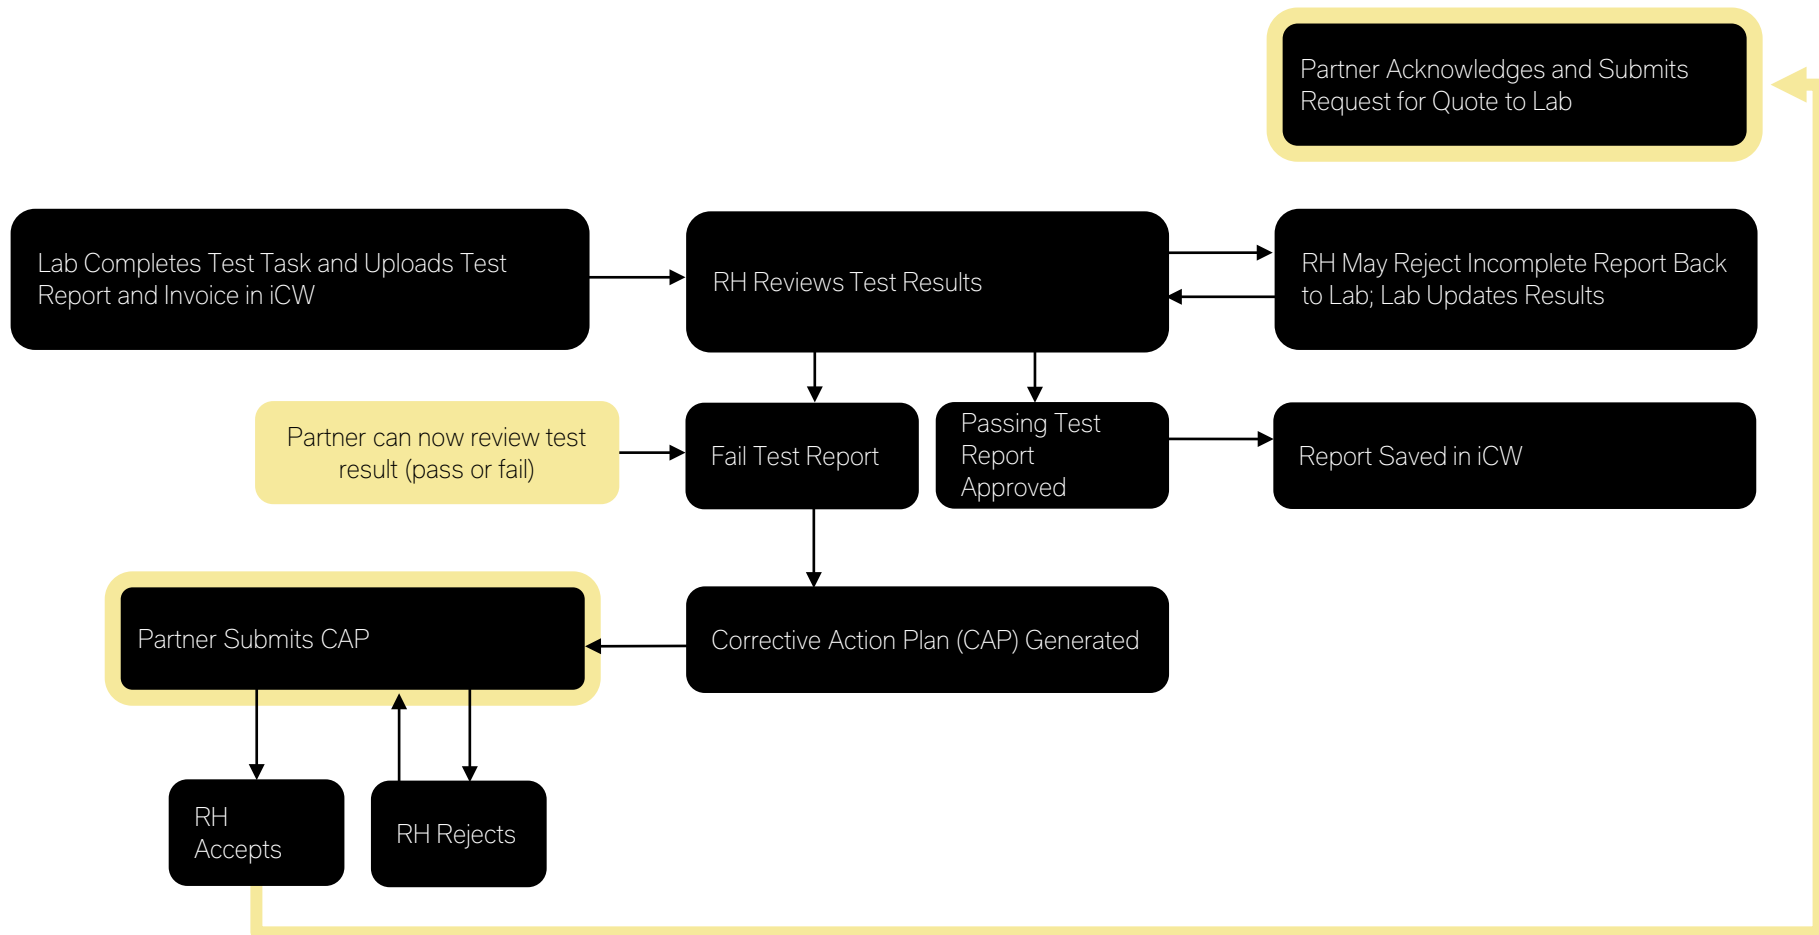 Partner Acknowledges and Submits
Request for Quote to Lab
Lab Completes Test Task and Uploads Test
Report and Invoice in iCW
RH Reviews Test Results
RH May Reject Incomplete Report Back
to Lab; Lab Updates Results
Partner can now review test
result (pass or fail)
Fail Test Report
Passing Test
Report
Approved
Report Saved in iCW
Partner Submits CAP
Corrective Action Plan (CAP) Generated
RH
Accepts
RH Rejects